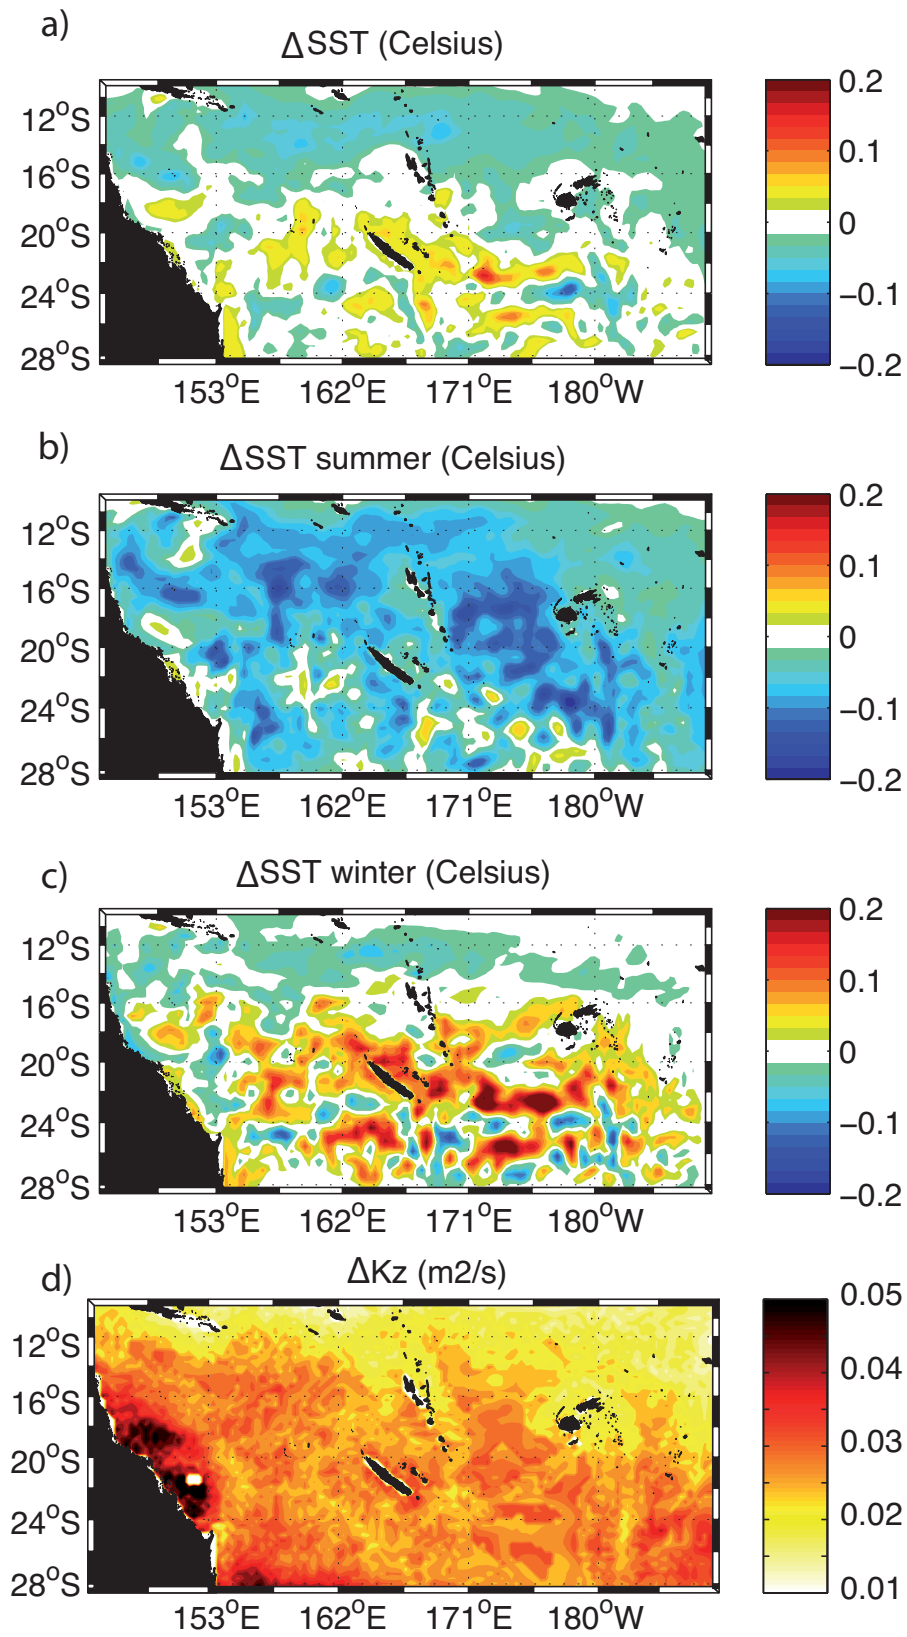 a)
ΔSST (Celsius)
12°S
16°S
20°S
24°S
28°S
153°E 162°E 171°E 180°W
0.2
0.1
0
−0.1
−0.2
b)
ΔSST summer (Celsius)
12°S
16°S
20°S
24°S
28°S
153°E 162°E 171°E 180°W
0.2
0.1
0
−0.1
−0.2
c)
ΔSST winter (Celsius)
12°S
16°S
20°S
24°S
28°S
153°E 162°E 171°E 180°W
0.2
0.1
0
−0.1
−0.2
d)
ΔKz (m2/s)
12°S
16°S
20°S
24°S
28°S
153°E 162°E 171°E 180°W
0.05
0.04
0.03
0.02
0.01